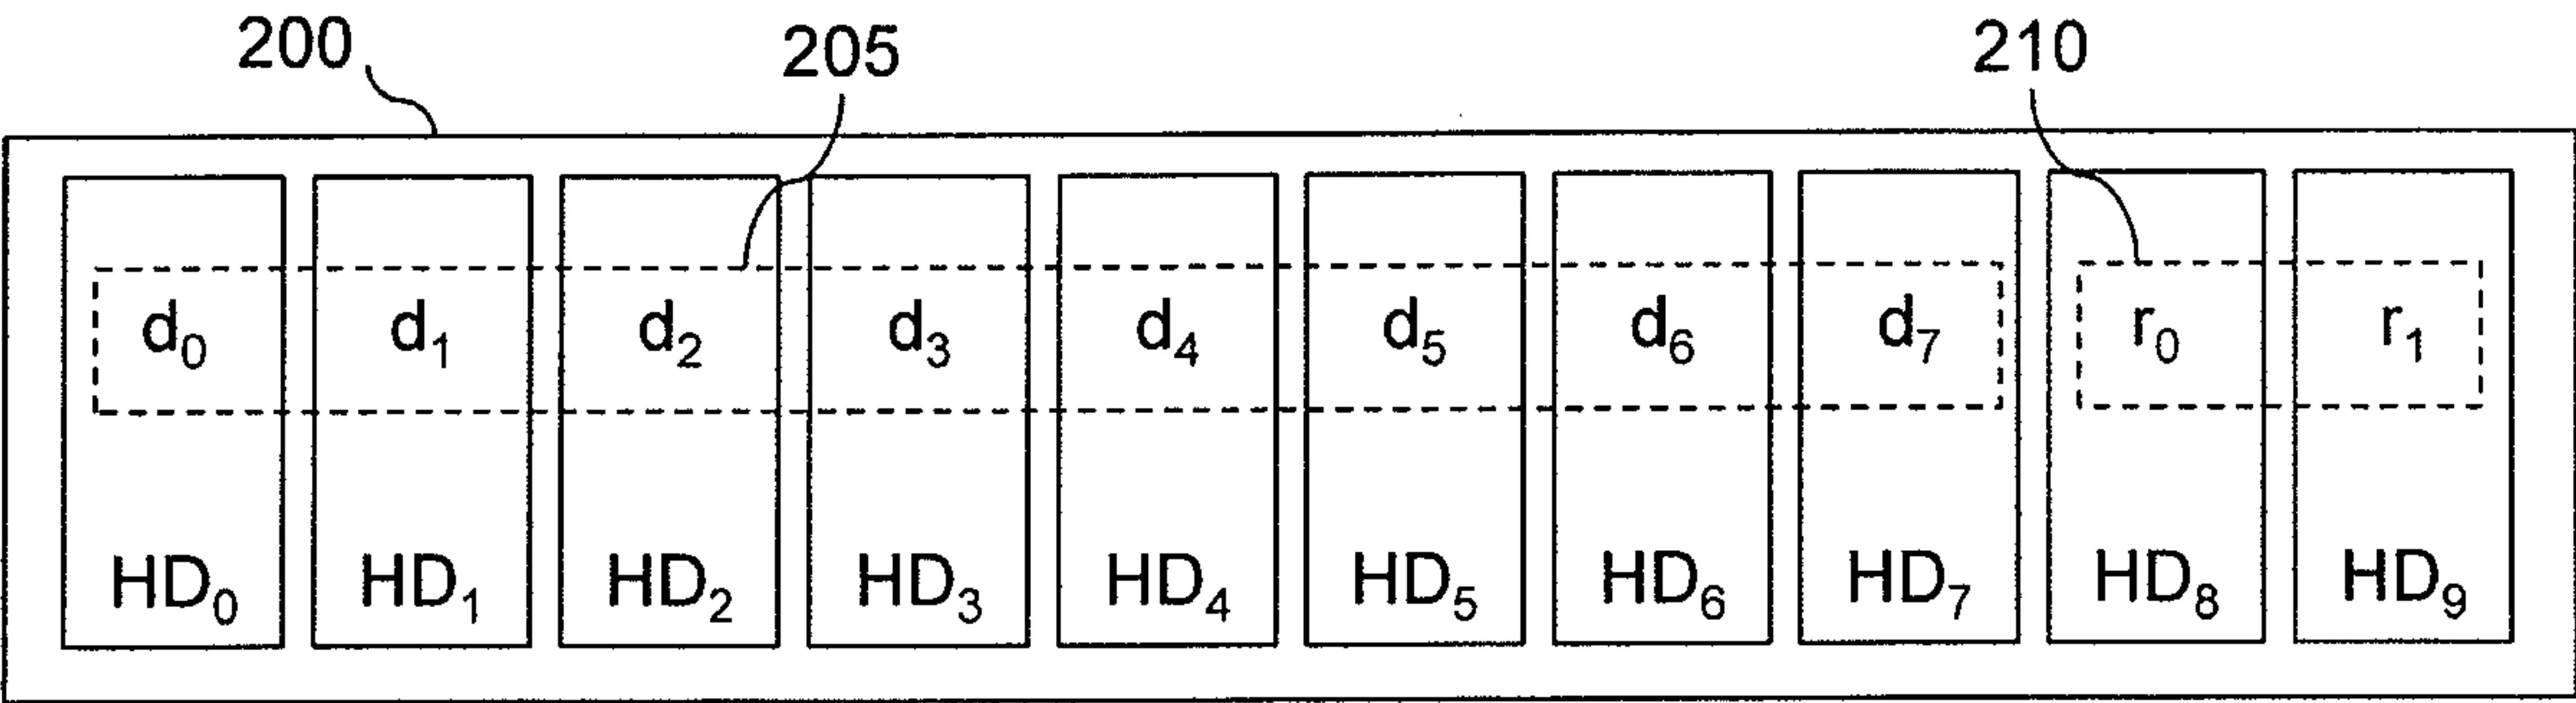 200 205 210
d₀ d₁ d₂ d₃ d₄ d₅ d₆ d₇ r₀ r₁
HD₀ HD₁ HD₂ HD₃ HD₄ HD₅ HD₆ HD₇ HD₈ HD₉